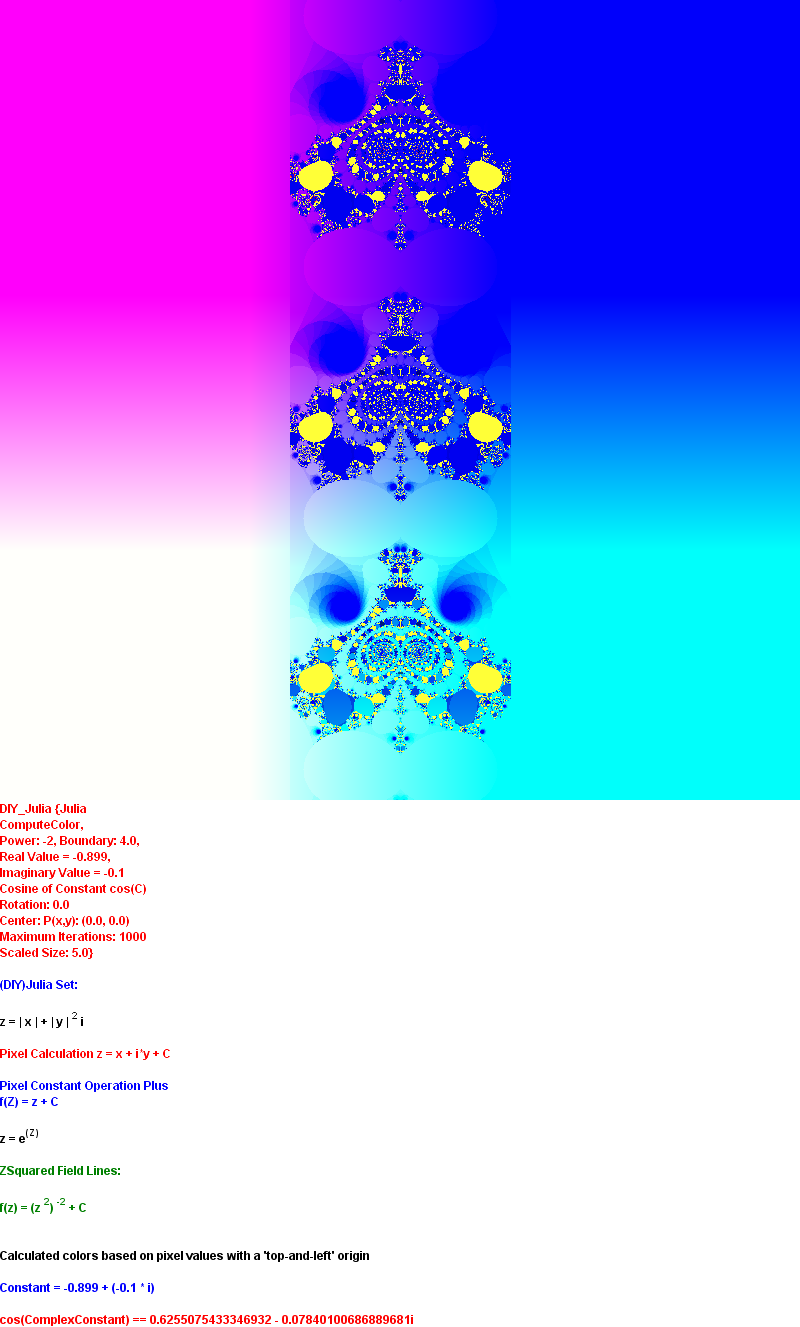 DIY_Julia {Julia
ComputeColor,
Power: -2, Boundary: 4.0,
Real Value = -0.899,
Imaginary Value = -0.1
Cosine of Constant cos(C)
Rotation: 0.0
Center: P(x,y): (0.0, 0.0)
Maximum Iterations: 1000
Scaled Size: 5.0}
(DIY)Julia Set:
z = | x | + | y | ² i
Pixel Calculation z = x + i*y + C
Pixel Constant Operation Plus
f(Z) = z + C
z = e^(Z)
ZSquared Field Lines:
f(z) = (z ²) ⁻² + C
Calculated colors based on pixel values with a 'top-and-left' origin
Constant = -0.899 + (-0.1 * i)
cos(ComplexConstant) == 0.6255075433346932 - 0.07840100686889681i